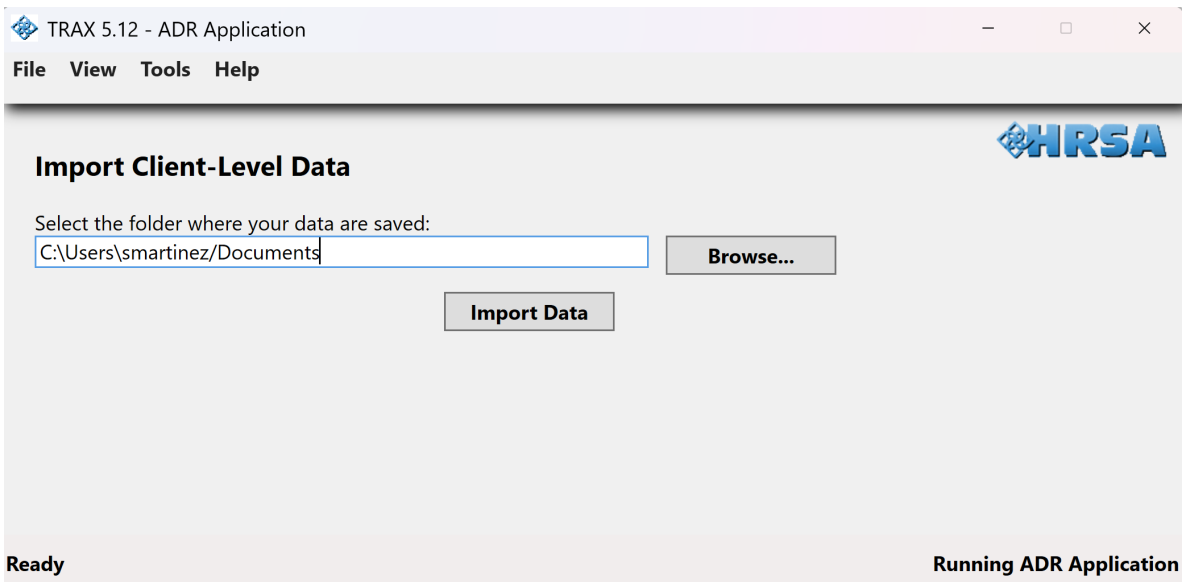 TRAX 5.12 - ADR Application
File View Tools Help
HRSA
Import Client-Level Data
Select the folder where your data are saved:
C:\Users\smartinez/Documents
Browse...
Import Data
Ready
Running ADR Application